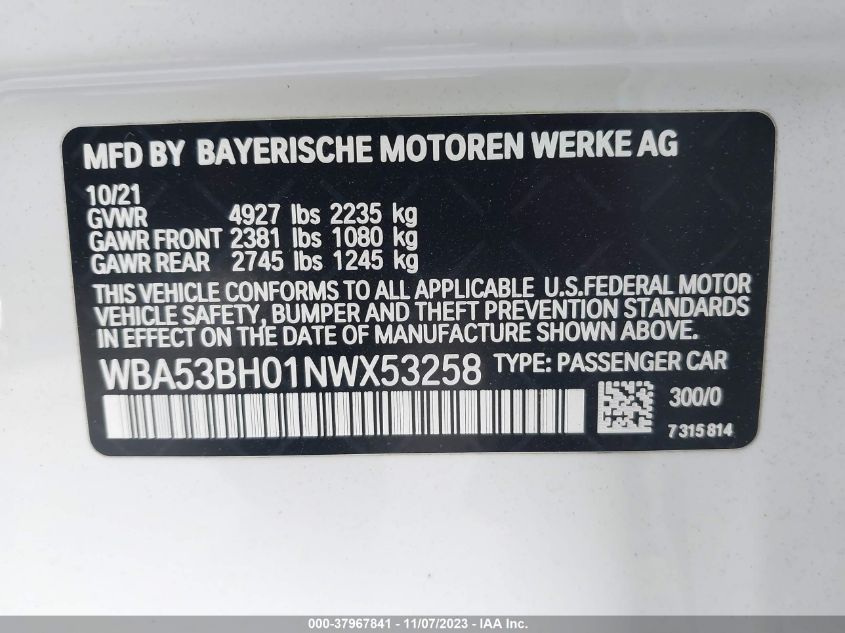 MFD BY BAYERISCHE MOTOREN WERKE AG
10/21
GVWR 4927 lbs 2235 kg
GAWR FRONT 2381 lbs 1080 kg
GAWR REAR 2745 lbs 1245 kg
THIS VEHICLE CONFORMS TO ALL APPLICABLE U.S.FEDERAL MOTOR
VEHICLE SAFETY, BUMPER AND THEFT PREVENTION STANDARDS
IN EFFECT ON THE DATE OF MANUFACTURE SHOWN ABOVE.
WBA53BH01NWX53258 TYPE: PASSENGER CAR
300/0
7315814
000-37967841 - 11/07/2023 - IAA Inc.